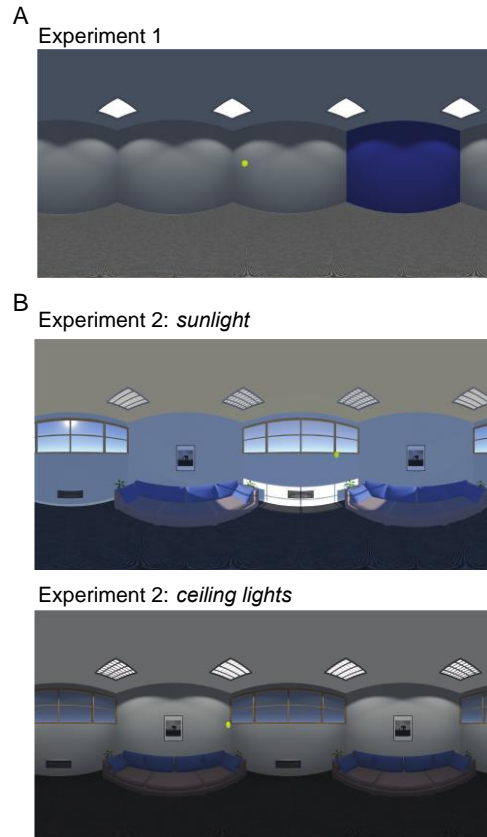 A
Experiment 1
B
Experiment 2: sunlight
Experiment 2: ceiling lights